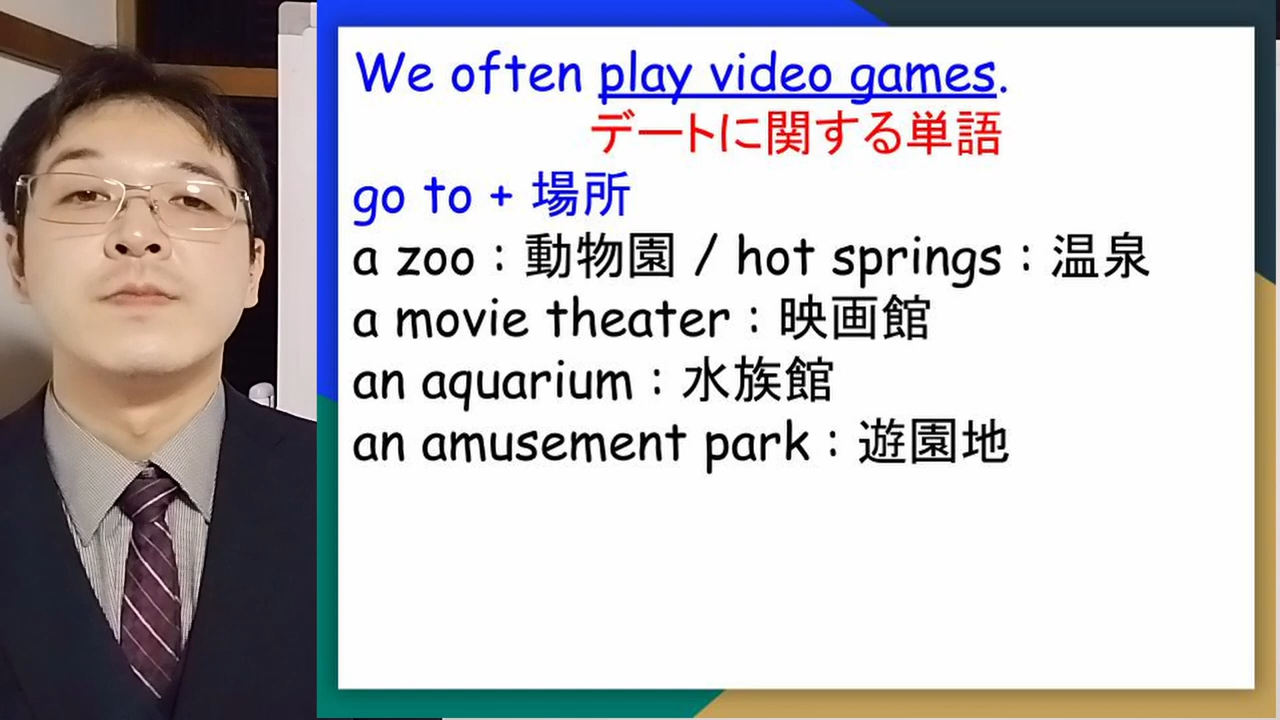 We often play video games.
デートに関する単語
go to + 場所
a zoo : 動物園 / hot springs : 温泉
a movie theater : 映画館
an aquarium : 水族館
an amusement park : 遊園地